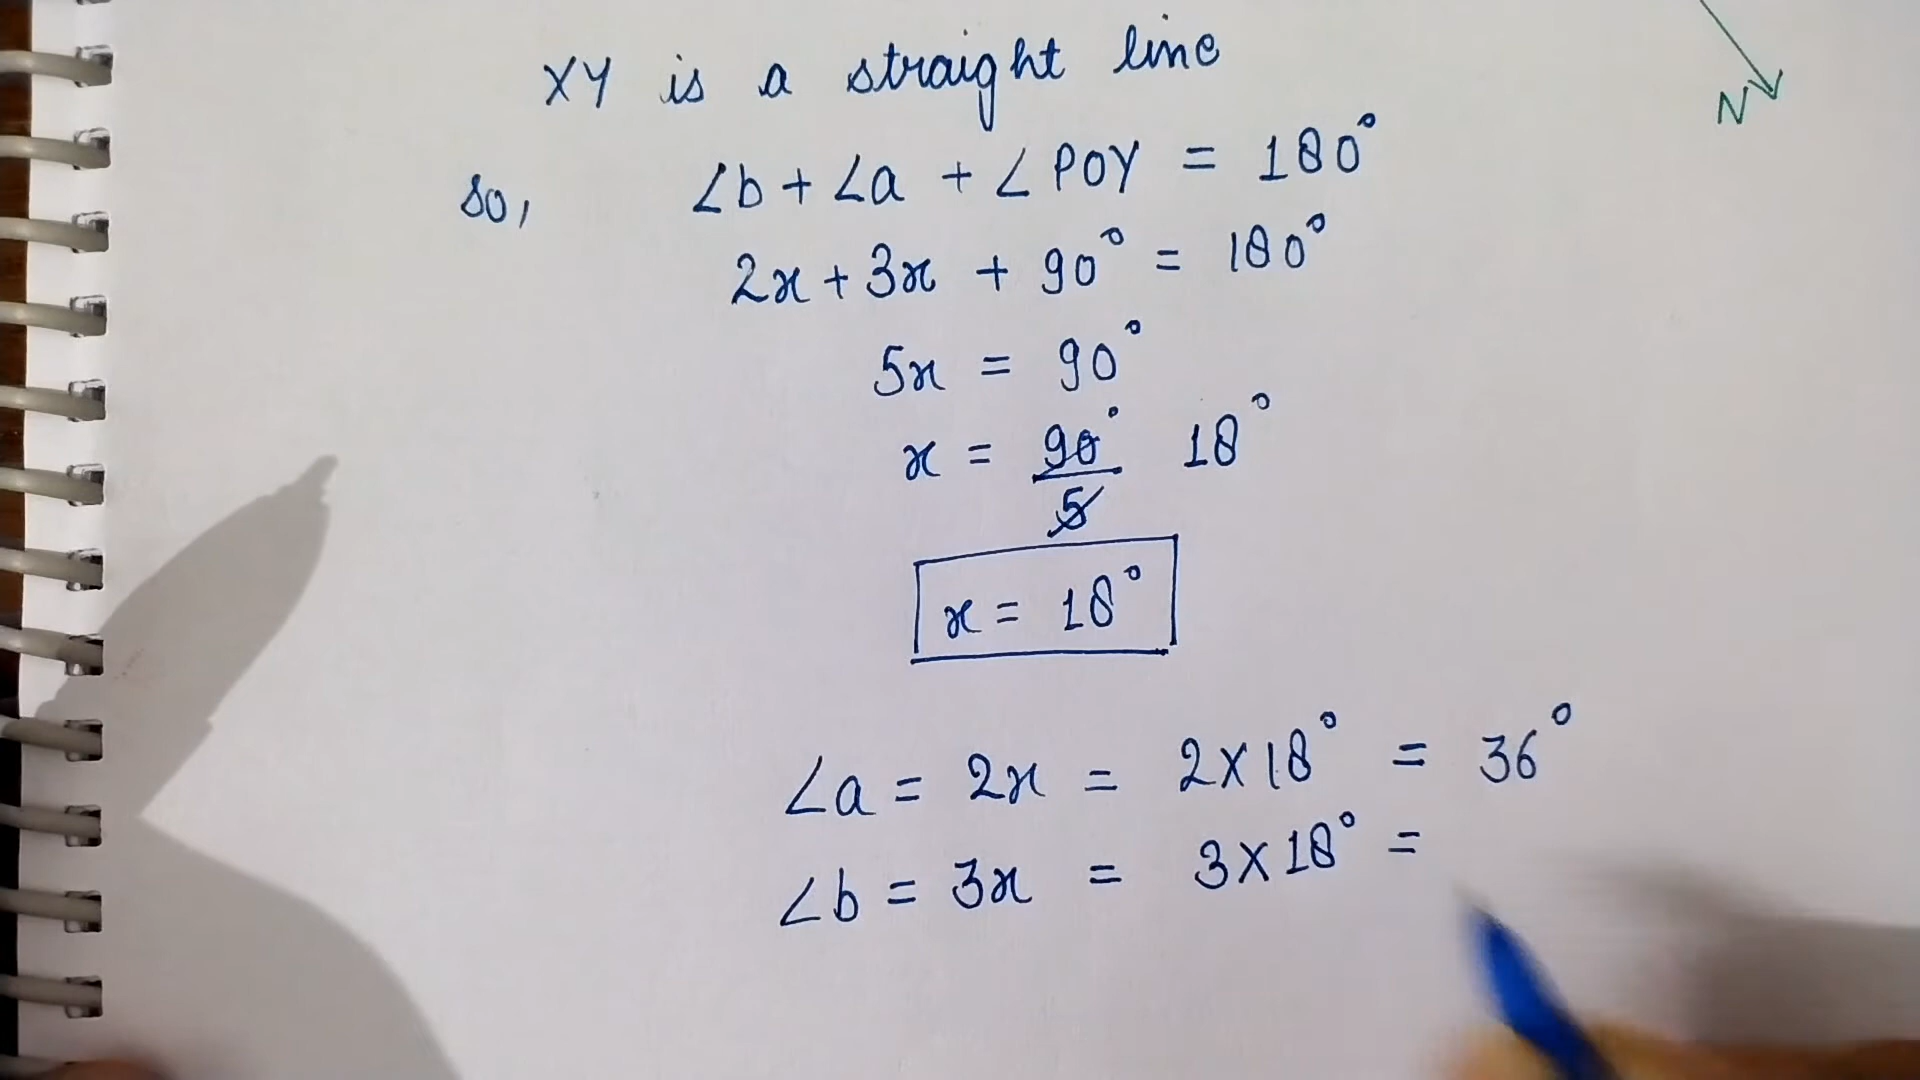 N
XY is a straight line
so, ∠b + ∠a + ∠POY = 180°
2x + 3x + 90° = 180°
5x = 90°
x = 90°/5 18°
x = 18°
∠a = 2x = 2×18° = 36°
∠b = 3x = 3×18° =